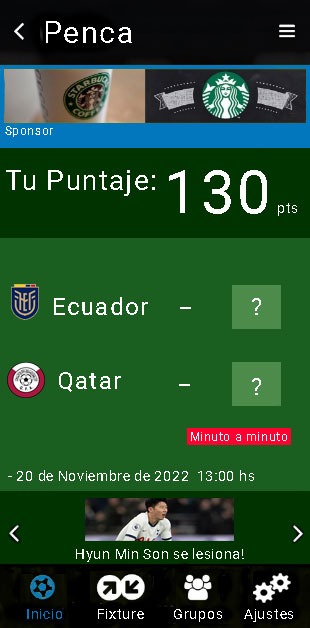 Penca
STARBUCKS
COFFEE
Sponsor
Tu Puntaje: 130 pts
Ecuador - ?
Qatar - ?
Minuto a minuto
- 20 de Noviembre de 2022 13:00 hs
Hyun Min Son se lesiona!
Inicio Fixture Grupos Ajustes